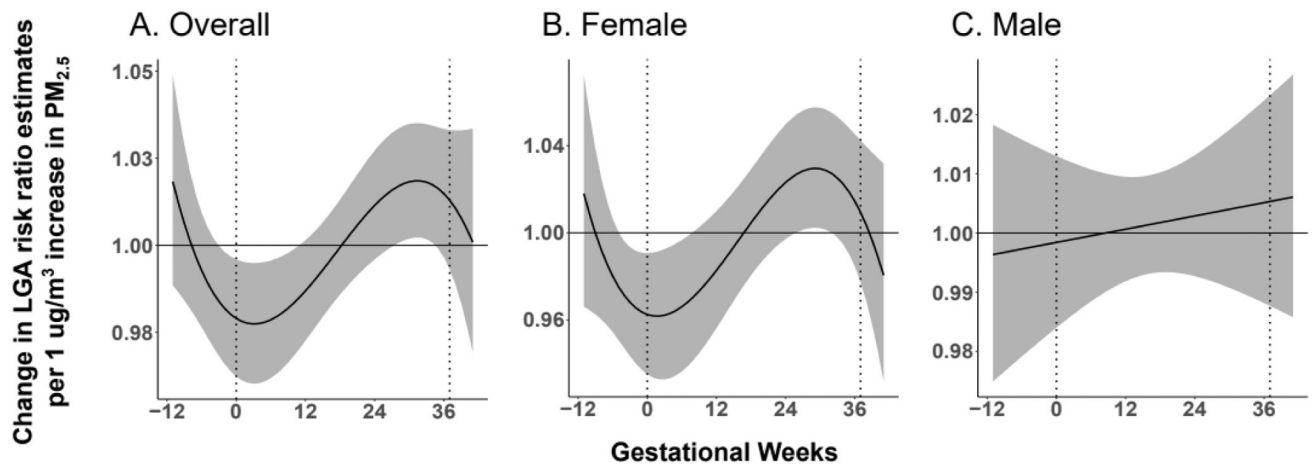 Change in LGA risk ratio estimates
per 1 ug/m³ increase in PM₂.₅
A. Overall
1.05
1.03
1.00
0.98
−12 0 12 24 36
B. Female
1.04
1.00
0.96
−12 0 12 24 36
C. Male
1.02
1.01
1.00
0.99
0.98
−12 0 12 24 36
Gestational Weeks